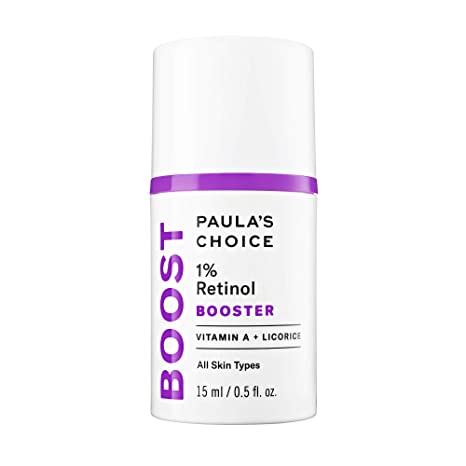 BOOST
PAULA'S
CHOICE
1%
Retinol
BOOSTER
VITAMIN A + LICORICE
All Skin Types
15 ml / 0.5 fl. oz.